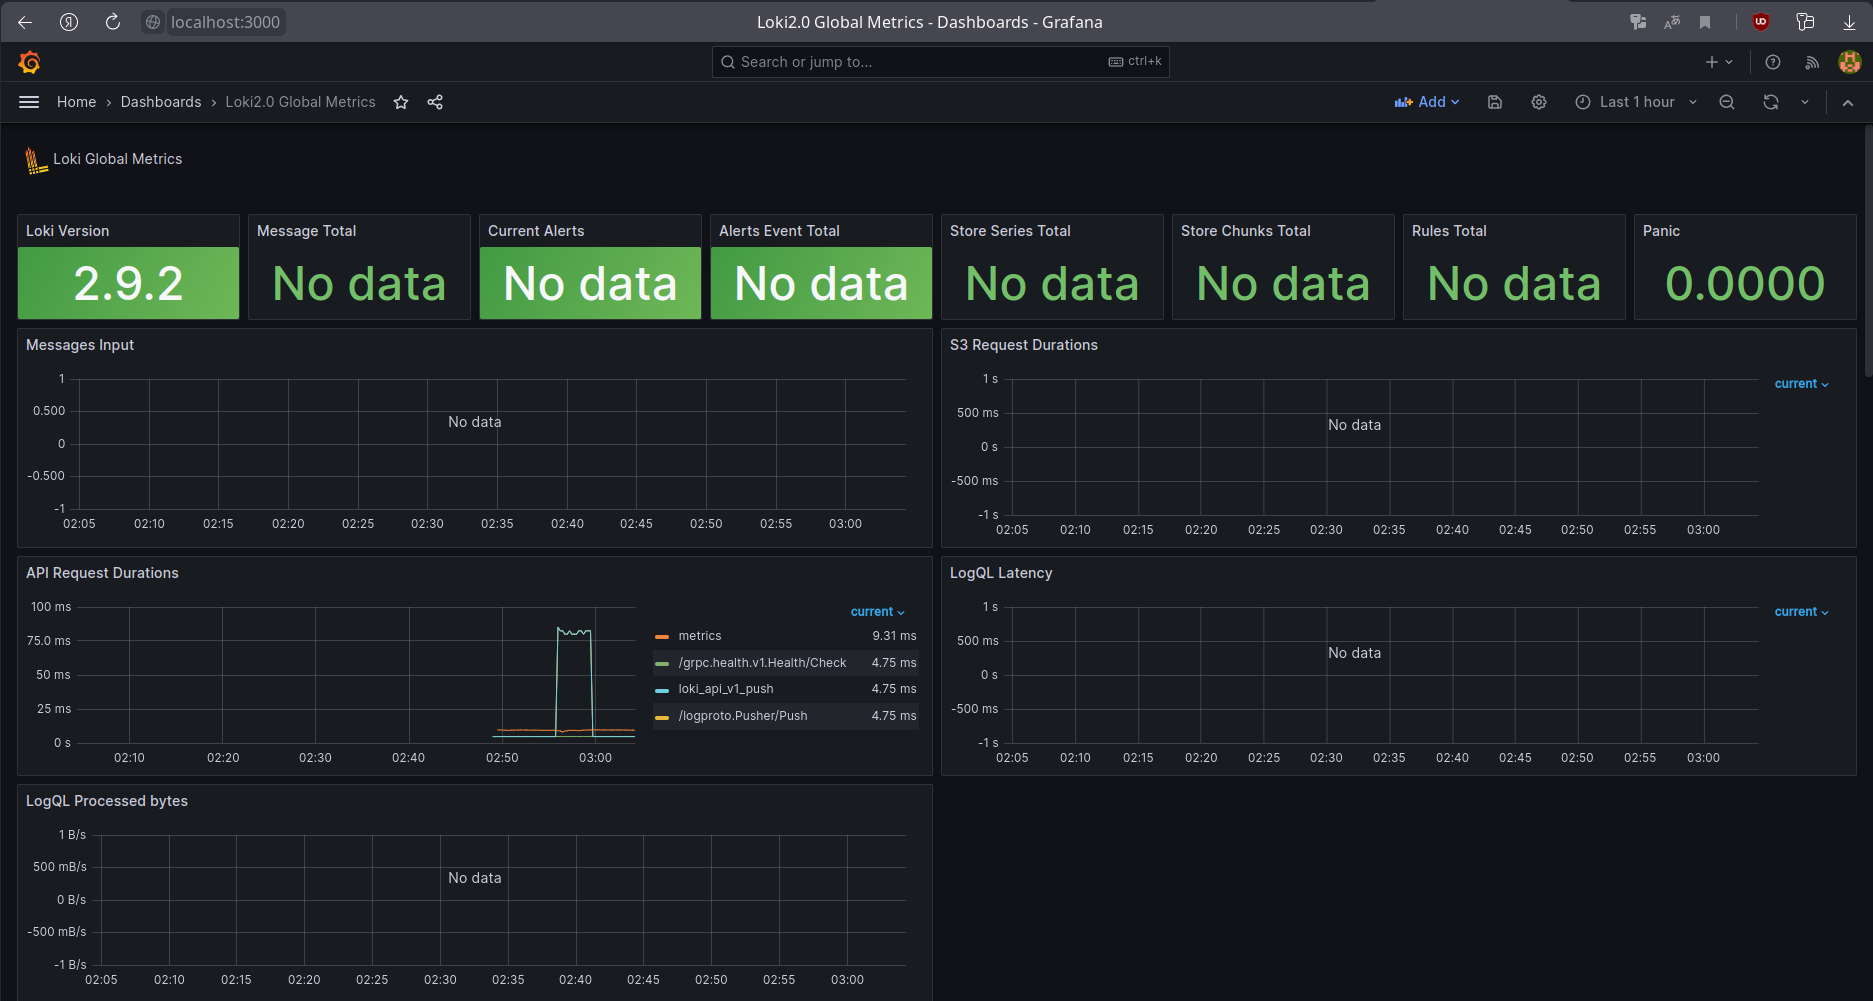 localhost:3000
Loki2.0 Global Metrics - Dashboards - Grafana
Search or jump to...
ctrl+k
Home › Dashboards › Loki2.0 Global Metrics
Add
Last 1 hour
Loki Global Metrics
Loki Version
2.9.2
Message Total
No data
Current Alerts
No data
Alerts Event Total
No data
Store Series Total
No data
Store Chunks Total
No data
Rules Total
No data
Panic
0.0000
Messages Input
1
0.500
0
-0.500
-1
No data
02:05 02:10 02:15 02:20 02:25 02:30 02:35 02:40 02:45 02:50 02:55 03:00
S3 Request Durations
1 s
500 ms
0 s
-500 ms
-1 s
No data
current
02:05 02:10 02:15 02:20 02:25 02:30 02:35 02:40 02:45 02:50 02:55 03:00
API Request Durations
100 ms
75.0 ms
50 ms
25 ms
0 s
02:10 02:20 02:30 02:40 02:50 03:00
current
metrics 9.31 ms
/grpc.health.v1.Health/Check 4.75 ms
loki_api_v1_push 4.75 ms
/logproto.Pusher/Push 4.75 ms
LogQL Latency
1 s
500 ms
0 s
-500 ms
-1 s
No data
current
02:05 02:10 02:15 02:20 02:25 02:30 02:35 02:40 02:45 02:50 02:55 03:00
LogQL Processed bytes
1 B/s
500 mB/s
0 B/s
-500 mB/s
-1 B/s
No data
02:05 02:10 02:15 02:20 02:25 02:30 02:35 02:40 02:45 02:50 02:55 03:00